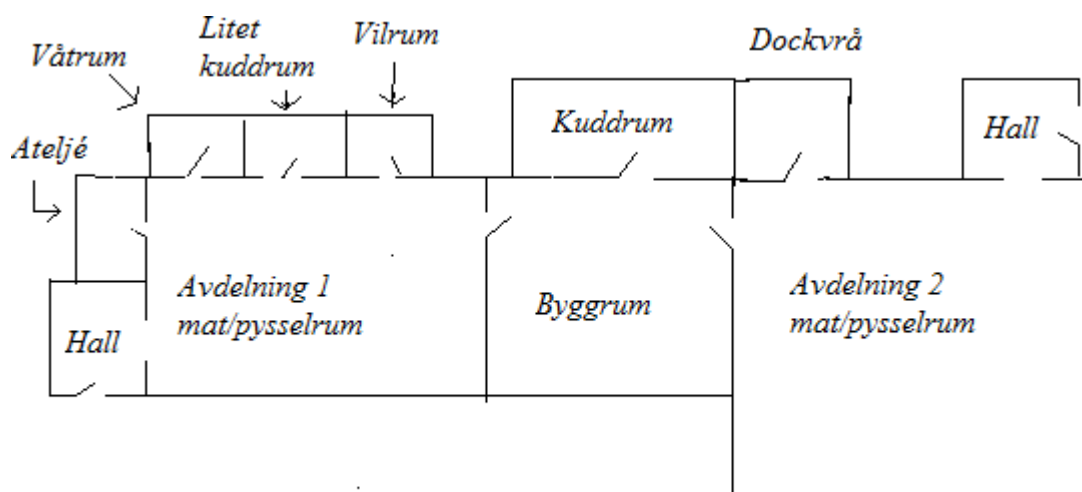 Litet
kuddrum
Vilrum
Dockvrå
Våtrum
Kuddrum
Hall
Ateljé
Avdelning 1
mat/pysselrum
Byggrum
Avdelning 2
mat/pysselrum
Hall